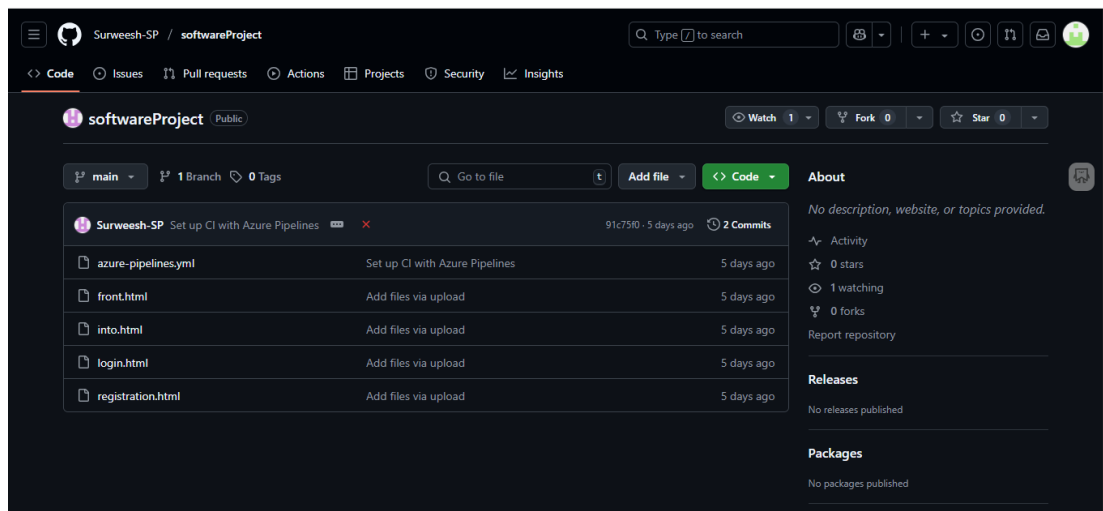 Surweesh-SP / softwareProject
Type / to search
Code Issues Pull requests Actions Projects Security Insights
softwareProject Public
Watch 1 Fork 0 Star 0
main 1 Branch 0 Tags
Go to file t Add file Code
Surweesh-SP Set up CI with Azure Pipelines 91c75f0 · 5 days ago 2 Commits
azure-pipelines.yml Set up CI with Azure Pipelines 5 days ago
front.html Add files via upload 5 days ago
into.html Add files via upload 5 days ago
login.html Add files via upload 5 days ago
registration.html Add files via upload 5 days ago
About
No description, website, or topics provided.
Activity
0 stars
1 watching
0 forks
Report repository
Releases
No releases published
Packages
No packages published